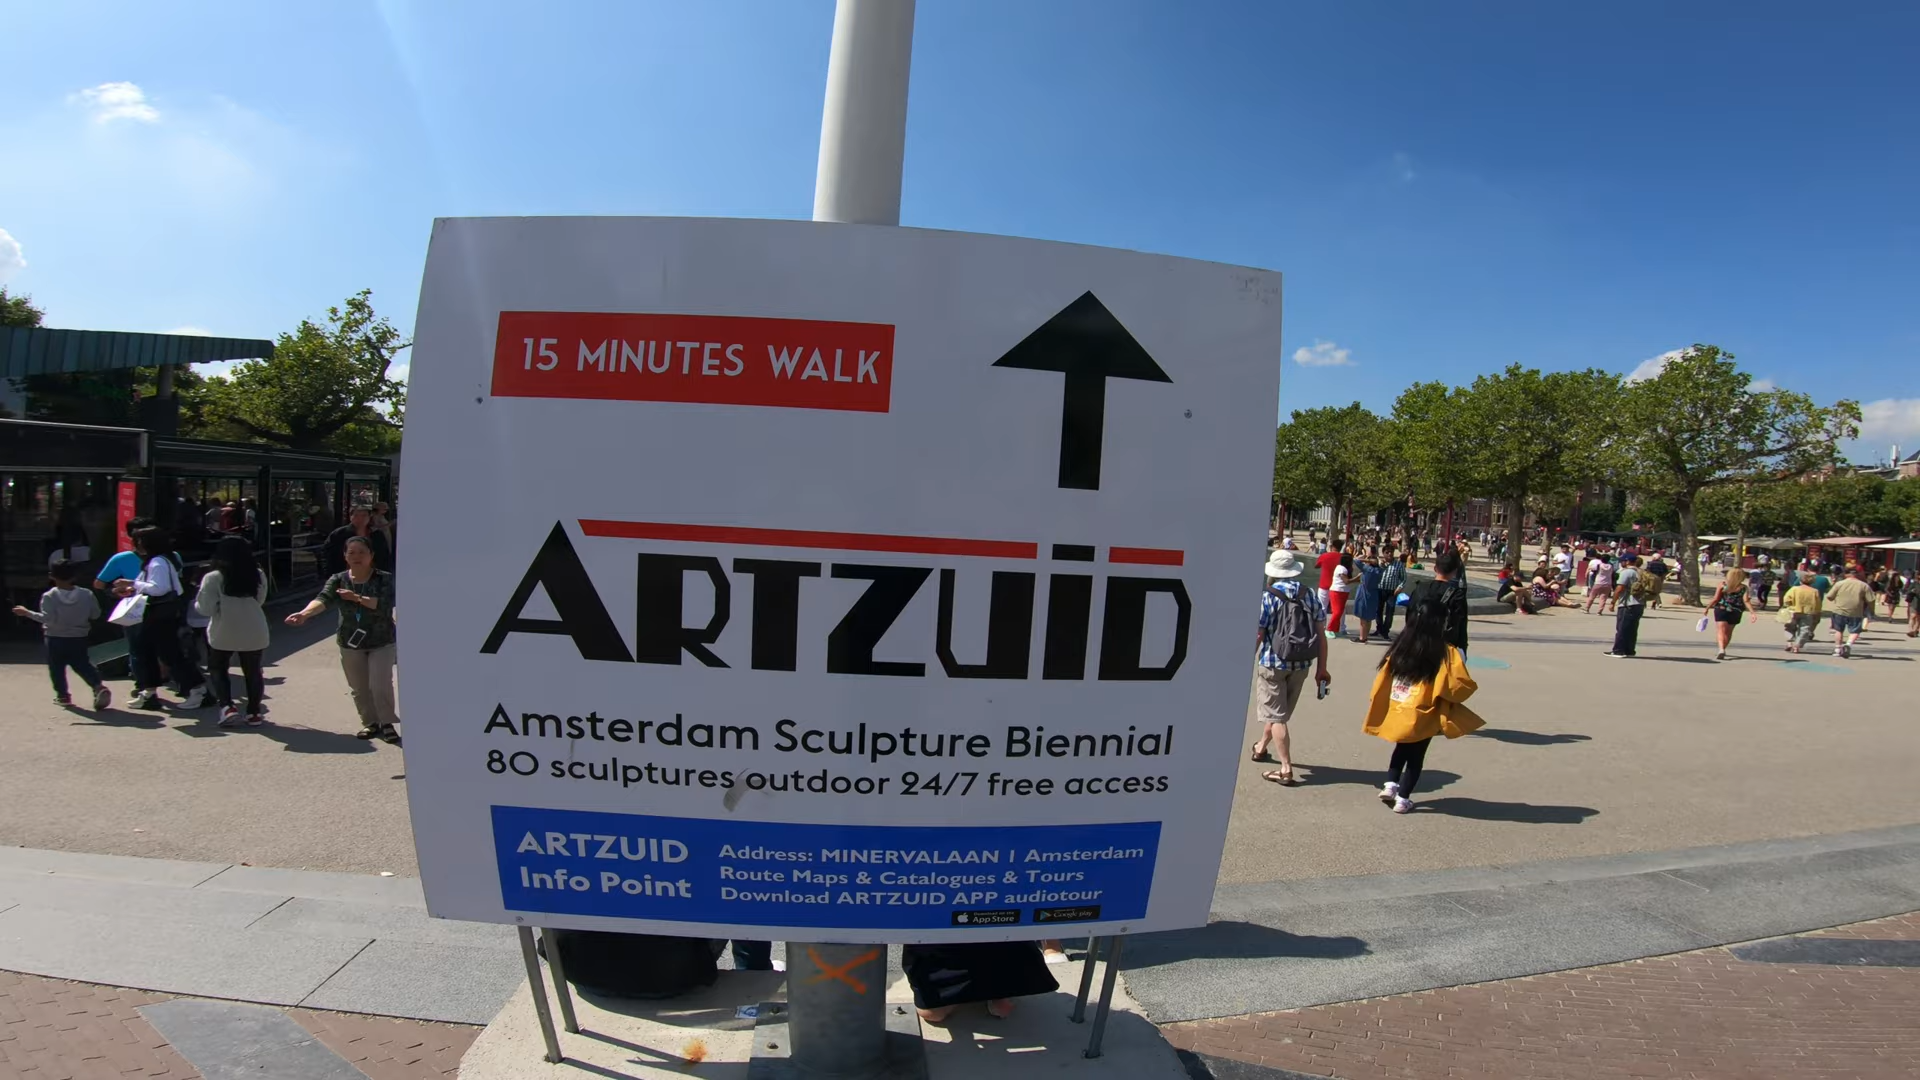 15 MINUTES WALK
ARTZUID
Amsterdam Sculpture Biennial
80 sculptures outdoor 24/7 free access
ARTZUID
Info Point
Address: MINERVALAAN 1 Amsterdam
Route Maps & Catalogues & Tours
Download ARTZUID APP audiotour
App Store
Google play